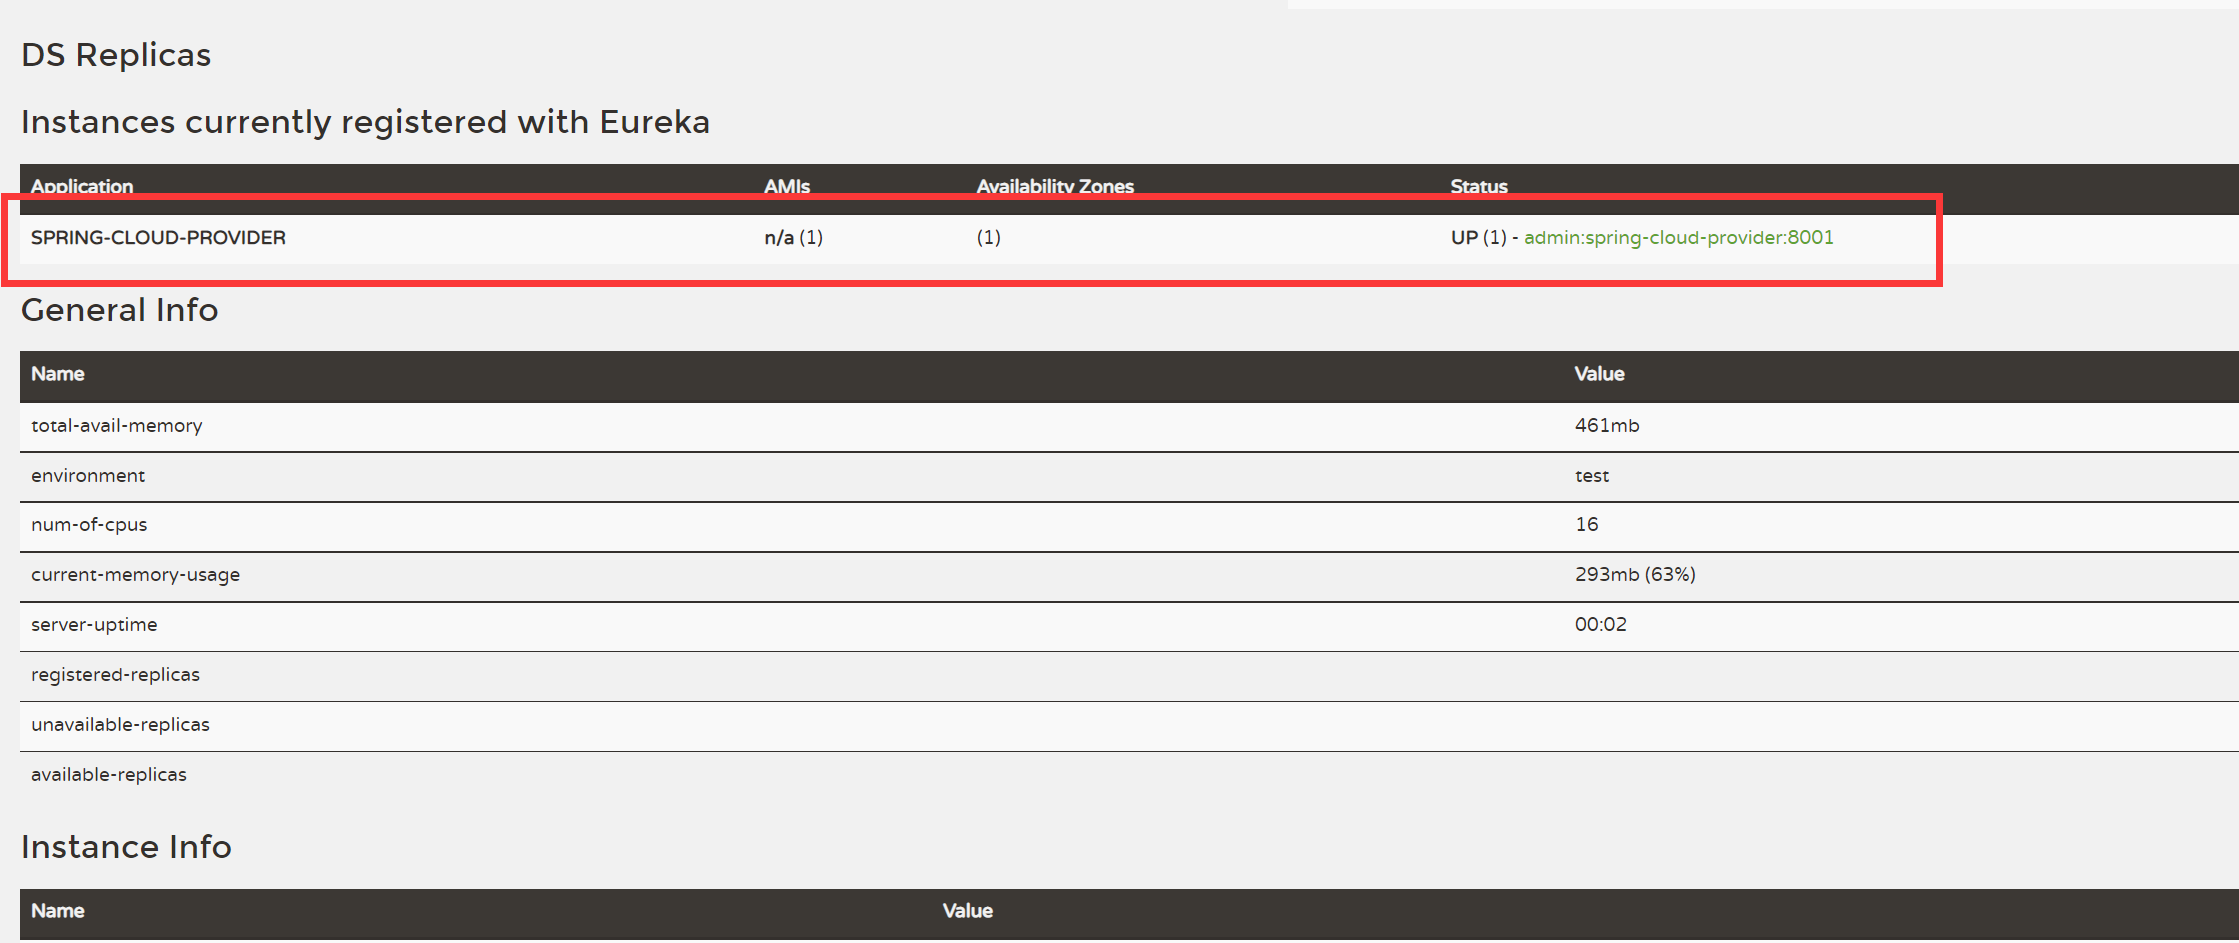 DS Replicas
Instances currently registered with Eureka
Application AMIs Availability Zones Status
SPRING-CLOUD-PROVIDER n/a (1) (1) UP (1) - admin:spring-cloud-provider:8001
General Info
Name Value
total-avail-memory 461mb
environment test
num-of-cpus 16
current-memory-usage 293mb (63%)
server-uptime 00:02
registered-replicas
unavailable-replicas
available-replicas
Instance Info
Name Value